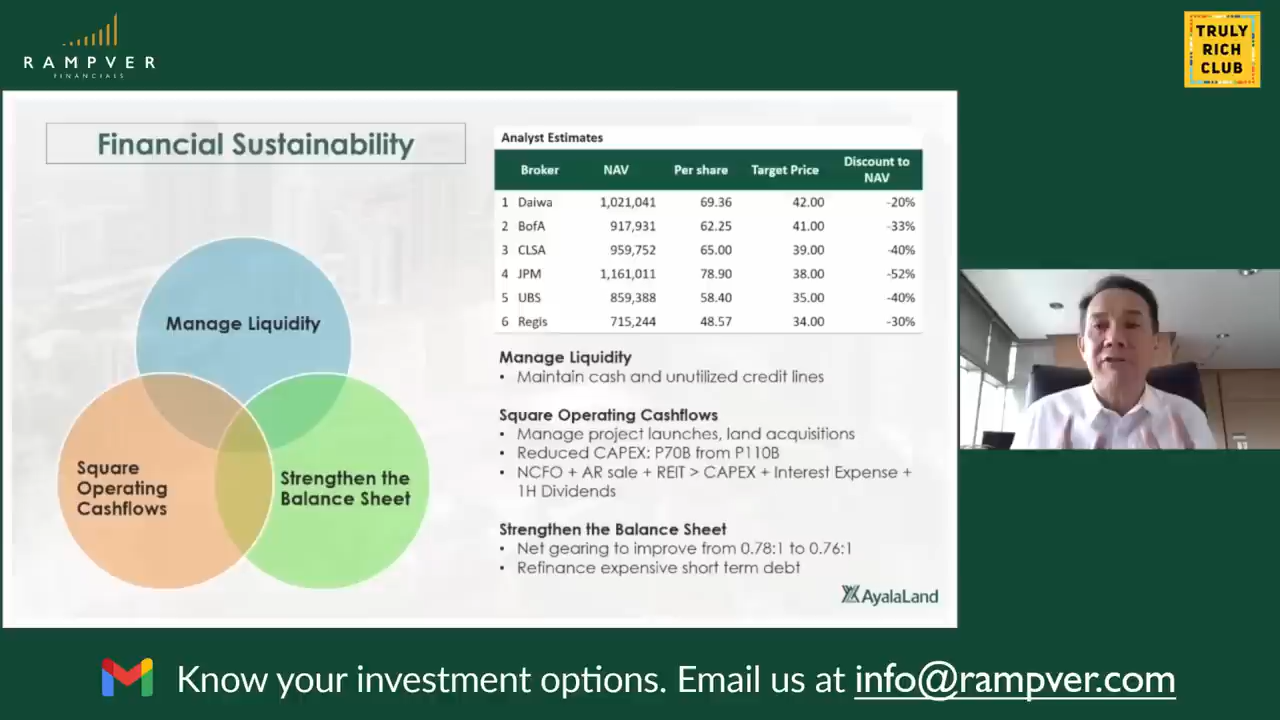 RAMPVER
FINANCIALS
TRULY
RICH
CLUB
Financial Sustainability
Manage Liquidity
Square
Operating
Cashflows
Strengthen the
Balance Sheet
Analyst Estimates
Broker NAV Per share Target Price Discount to NAV
1 Daiwa 1,021,041 69.36 42.00 -20%
2 BofA 917,931 62.25 41.00 -33%
3 CLSA 959,752 65.00 39.00 -40%
4 JPM 1,161,011 78.90 38.00 -52%
5 UBS 859,388 58.40 35.00 -40%
6 Regis 715,244 48.57 34.00 -30%
Manage Liquidity
• Maintain cash and unutilized credit lines
Square Operating Cashflows
• Manage project launches, land acquisitions
• Reduced CAPEX: P70B from P110B
• NCFO + AR sale + REIT > CAPEX + Interest Expense +
1H Dividends
Strengthen the Balance Sheet
• Net gearing to improve from 0.78:1 to 0.76:1
• Refinance expensive short term debt
AyalaLand
Know your investment options. Email us at info@rampver.com